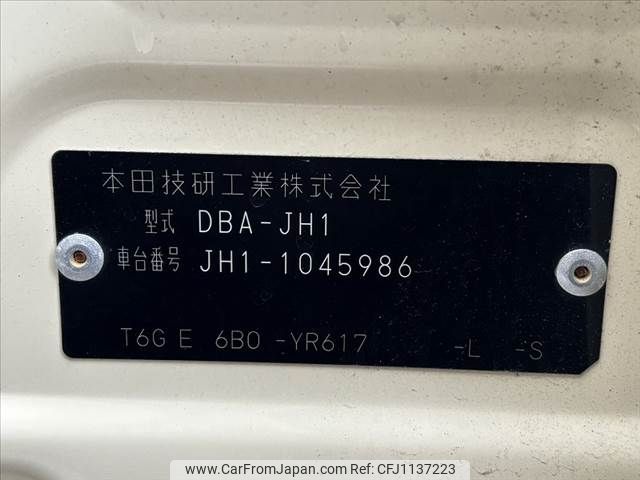 本田技研工業株式会社
型式 DBA-JH1
車台番号 JH1-1045986
T6G E 6B0 -YR617 -L -S
www.CarFromJapan.com - Ref. No CFJ1137223